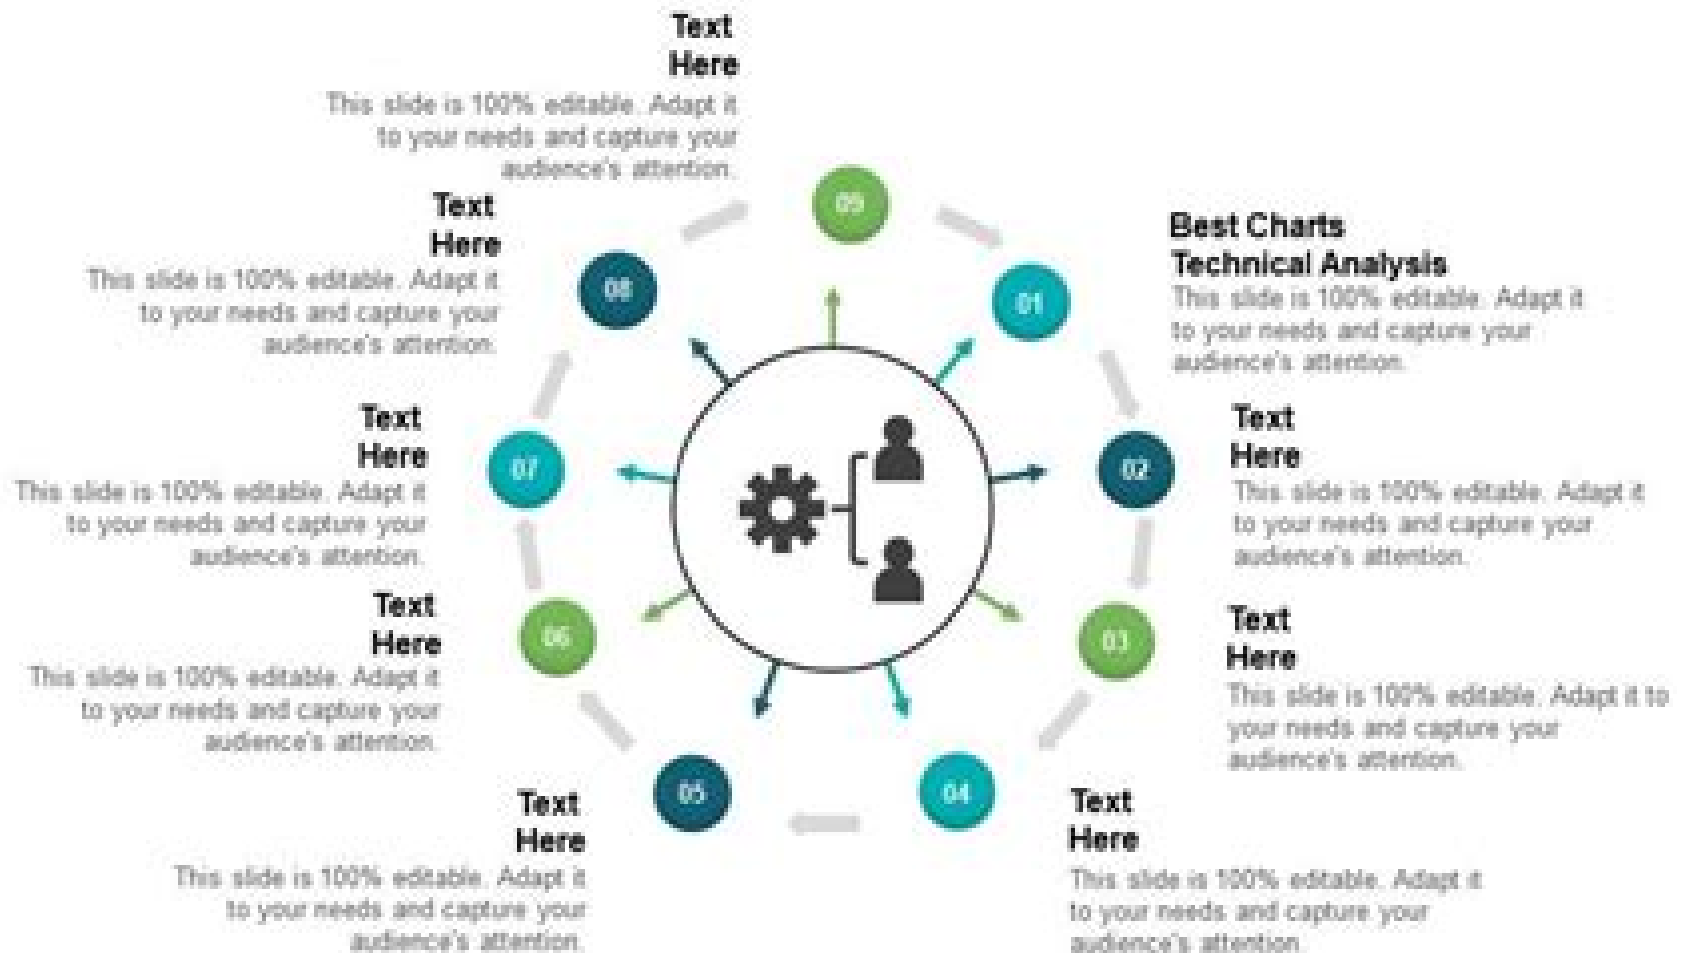 Text
Here
This slide is 100% editable. Adapt it
to your needs and capture your
audience's attention.
09
Best Charts
Technical Analysis
This slide is 100% editable. Adapt it
to your needs and capture your
audience's attention.
01
Text
Here
This slide is 100% editable. Adapt it
to your needs and capture your
audience's attention.
02
Text
Here
This slide is 100% editable. Adapt it to
your needs and capture your
audience's attention.
03
Text
Here
This slide is 100% editable. Adapt it
to your needs and capture your
audience's attention.
04
Text
Here
This slide is 100% editable. Adapt it
to your needs and capture your
audience's attention.
05
Text
Here
This slide is 100% editable. Adapt it
to your needs and capture your
audience's attention.
06
Text
Here
This slide is 100% editable. Adapt it
to your needs and capture your
audience's attention.
07
Text
Here
This slide is 100% editable. Adapt it
to your needs and capture your
audience's attention.
08